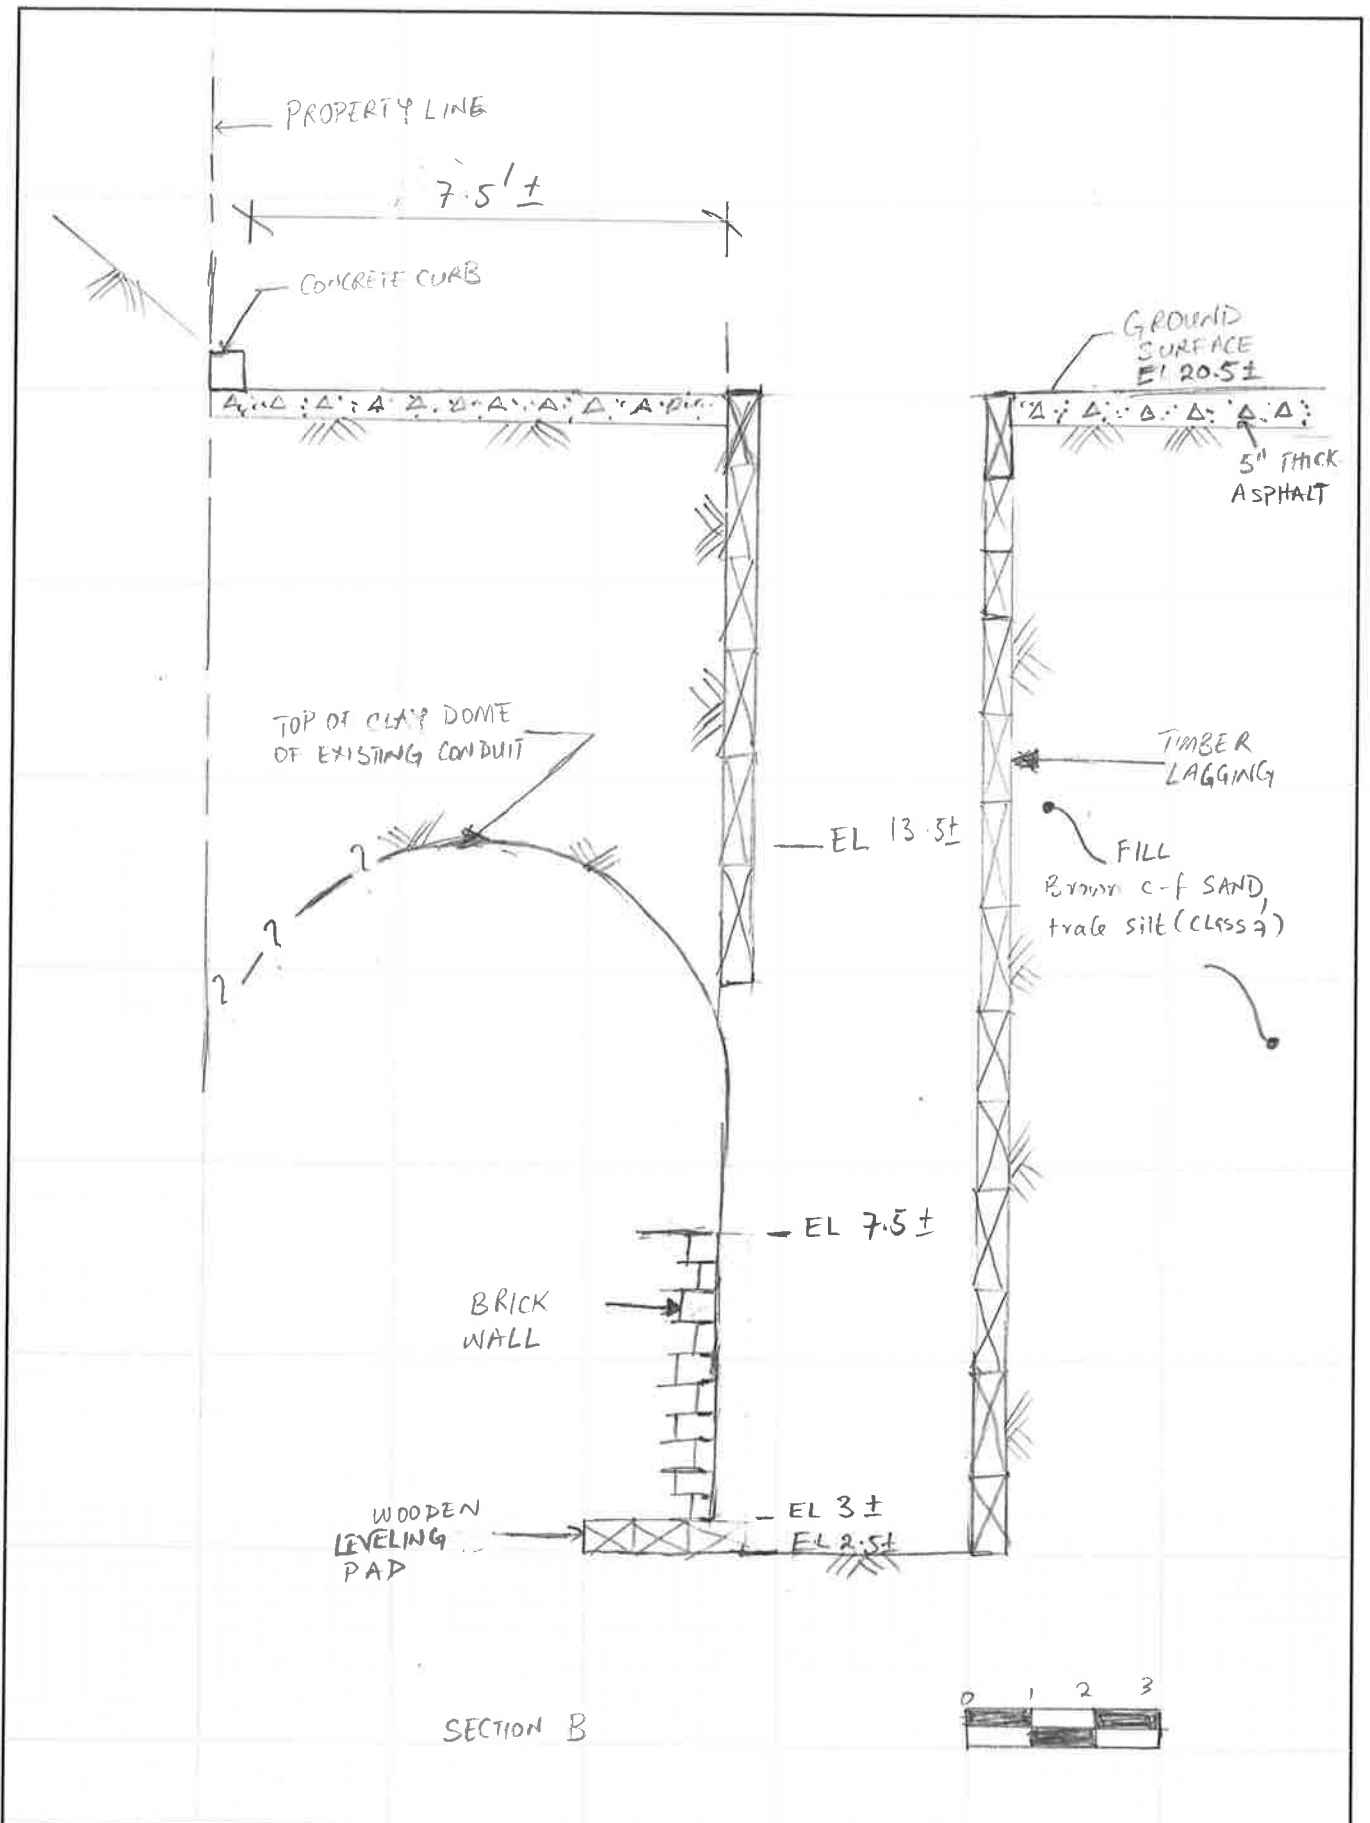 PROPERTY LINE
7.5' ±
CONCRETE CURB
GROUND
SURFACE
EL 20.5±
5" THICK
ASPHALT
TOP OF CLAY DOME
OF EXISTING CONDUIT
TIMBER
LAGGING
EL 13.5±
FILL
Brown c-f SAND,
trace silt (CLASS 7)
?
?
?
EL 7.5 ±
BRICK
WALL
EL 3 ±
EL 2.5±
WOODEN
LEVELING
PAD
0 1 2 3
SECTION B